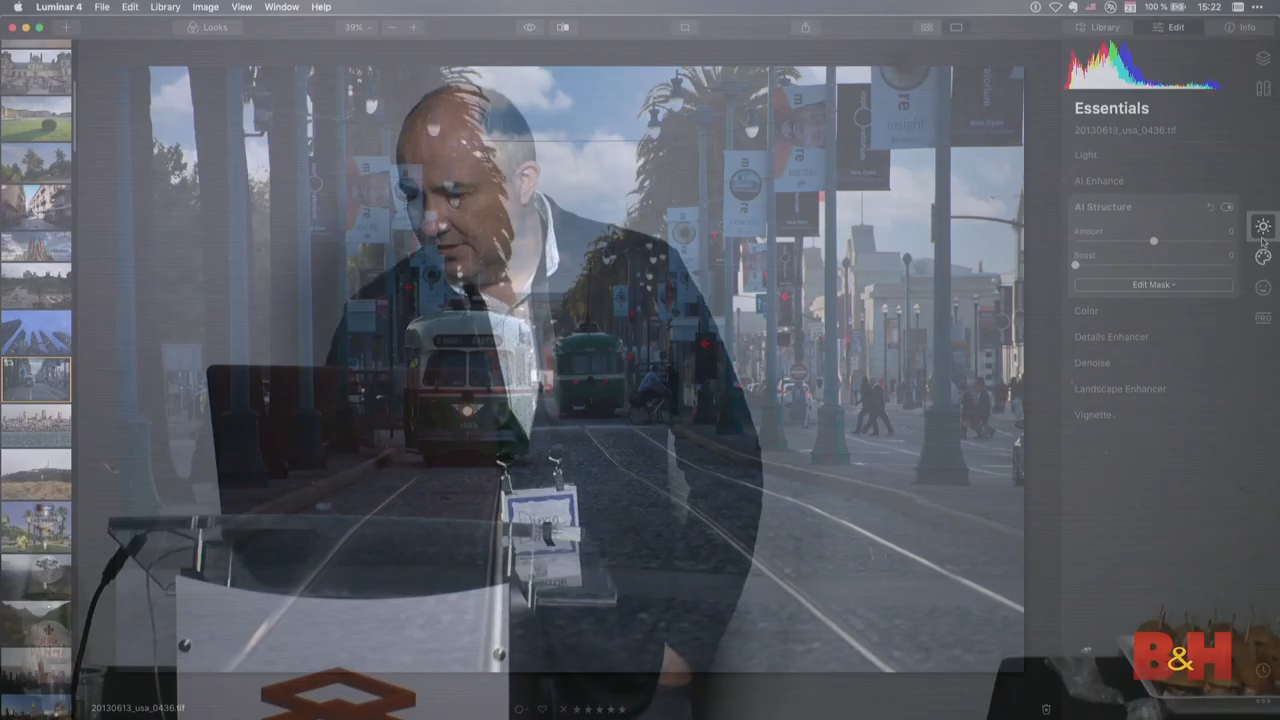 Luminar 4 File Edit Library Image View Window Help
100 % 15:22
Looks 39% Library Edit Info
Essentials
20130613_usa_0436.tif
Light
AI Enhance
AI Structure
Amount 0
Boost 0
Edit Mask
Color
Details Enhancer
Denoise
Landscape Enhancer
Vignette
PRO
B&H
20130613_usa_0436.tif